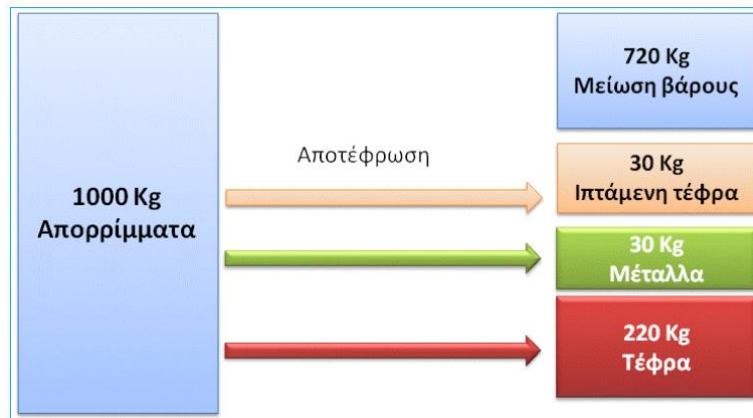 1000 Kg
Απορρίμματα
Αποτέφρωση
720 Kg
Μείωση βάρους
30 Kg
Ιπτάμενη τέφρα
30 Kg
Μέταλλα
220 Kg
Τέφρα